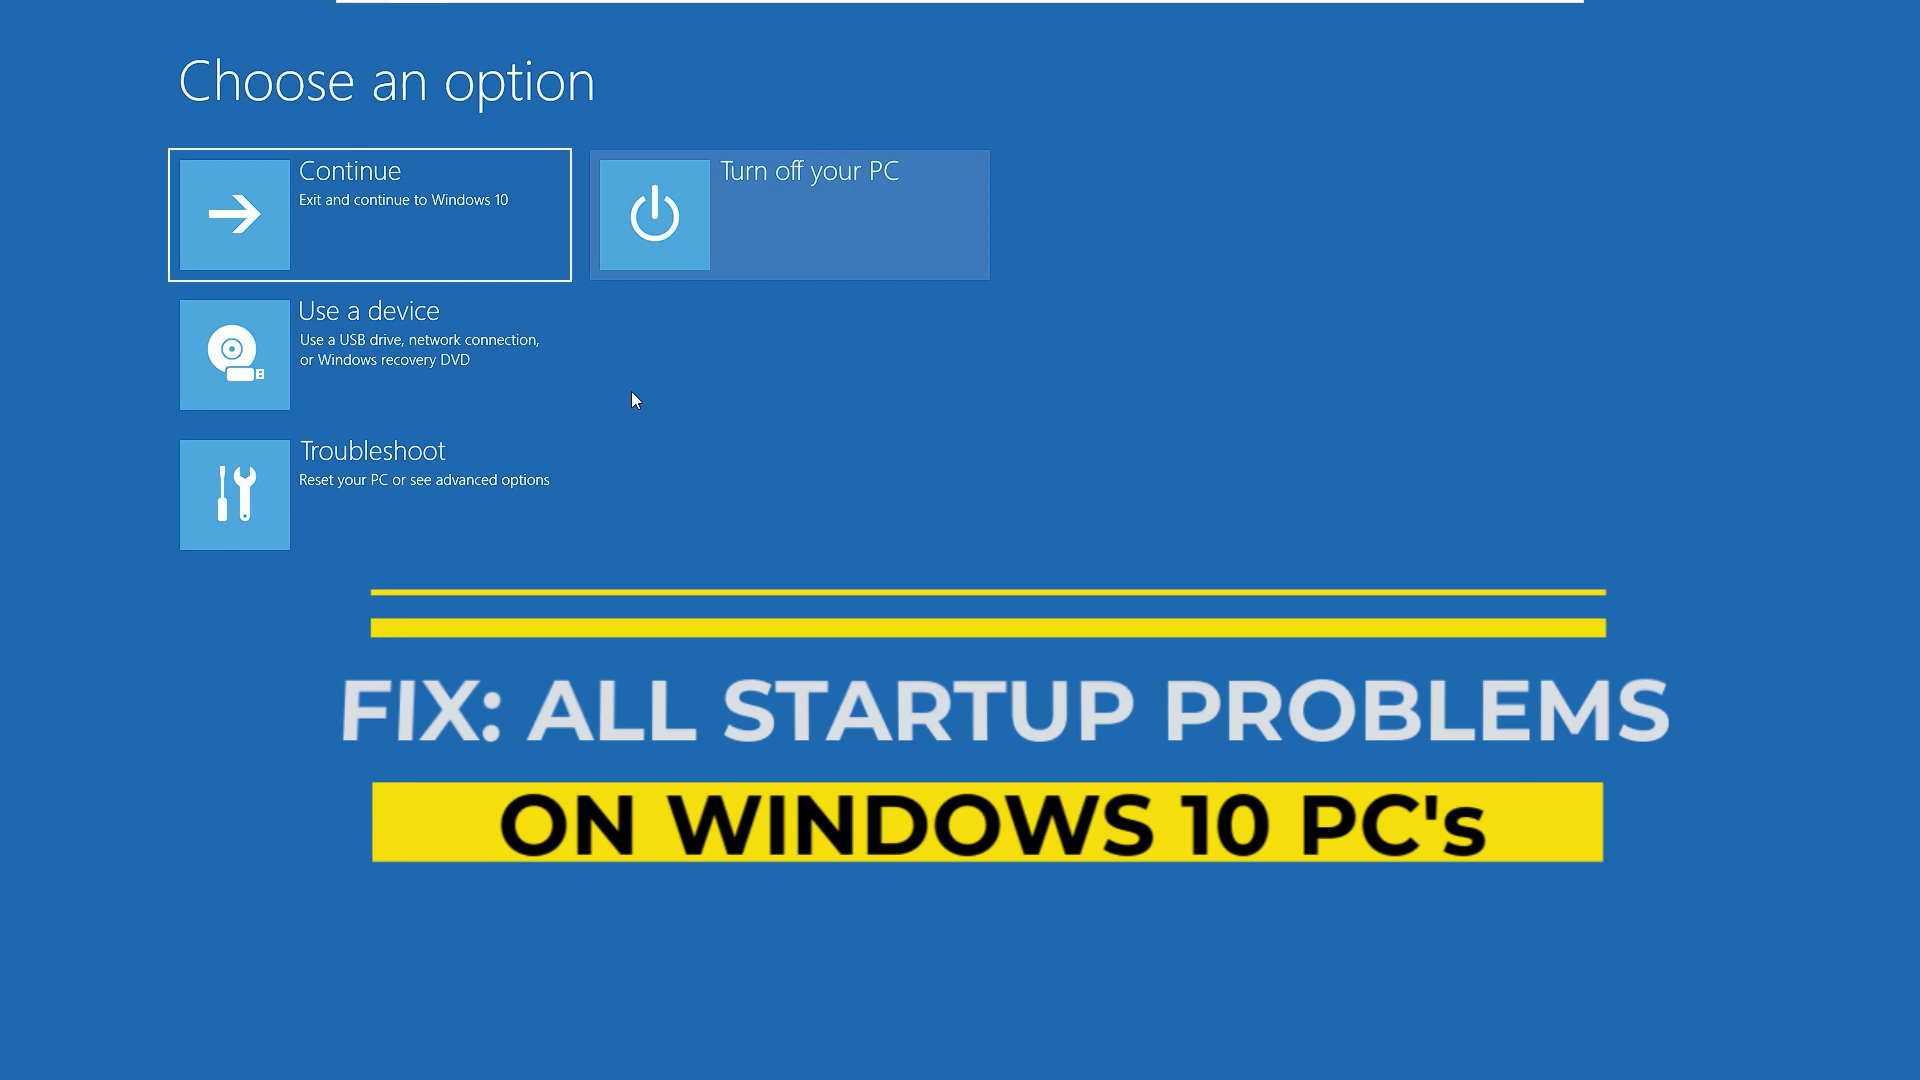 Choose an option
Continue
Exit and continue to Windows 10
Turn off your PC
Use a device
Use a USB drive, network connection,
or Windows recovery DVD
Troubleshoot
Reset your PC or see advanced options
FIX: ALL STARTUP PROBLEMS
ON WINDOWS 10 PC's